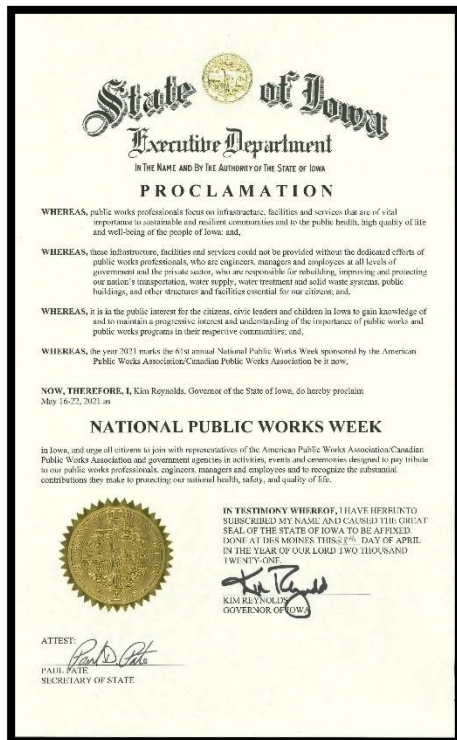 State of Iowa
Executive Department
IN THE NAME AND BY THE AUTHORITY OF THE STATE OF IOWA
PROCLAMATION
WHEREAS, public works professionals focus on infrastructure, facilities and services that are of vital
importance to sustainable and resilient communities and to the public health, high quality of life
and well-being of the people of Iowa: and,
WHEREAS, these infrastructure, facilities and services could not be provided without the dedicated efforts of
public works professionals, who are engineers, managers and employees at all levels of
government and the private sector, who are responsible for rebuilding, improving and protecting
our nation's transportation, water supply, water treatment and solid waste systems, public
buildings, and other structures and facilities essential for our citizens; and,
WHEREAS, it is in the public interest for the citizens, civic leaders and children in Iowa to gain knowledge of
and to maintain a progressive interest and understanding of the importance of public works and
public works programs in their respective communities; and,
WHEREAS, the year 2021 marks the 61st annual National Public Works Week sponsored by the American
Public Works Association/Canadian Public Works Association be it now,
NOW, THEREFORE, I, Kim Reynolds, Governor of the State of Iowa, do hereby proclaim
May 16-22, 2021 as
NATIONAL PUBLIC WORKS WEEK
in Iowa, and urge all citizens to join with representatives of the American Public Works Association/Canadian
Public Works Association and government agencies in activities, events and ceremonies designed to pay tribute
to our public works professionals, engineers, managers and employees and to recognize the substantial
contributions they make to protecting our national health, safety, and quality of life.
IN TESTIMONY WHEREOF, I HAVE HEREUNTO
SUBSCRIBED MY NAME AND CAUSED THE GREAT
SEAL OF THE STATE OF IOWA TO BE AFFIXED.
DONE AT DES MOINES THIS 28th DAY OF APRIL
IN THE YEAR OF OUR LORD TWO THOUSAND
TWENTY-ONE.
KIM REYNOLDS
GOVERNOR OF IOWA
ATTEST:
Paul D. Pate
PAUL PATE
SECRETARY OF STATE